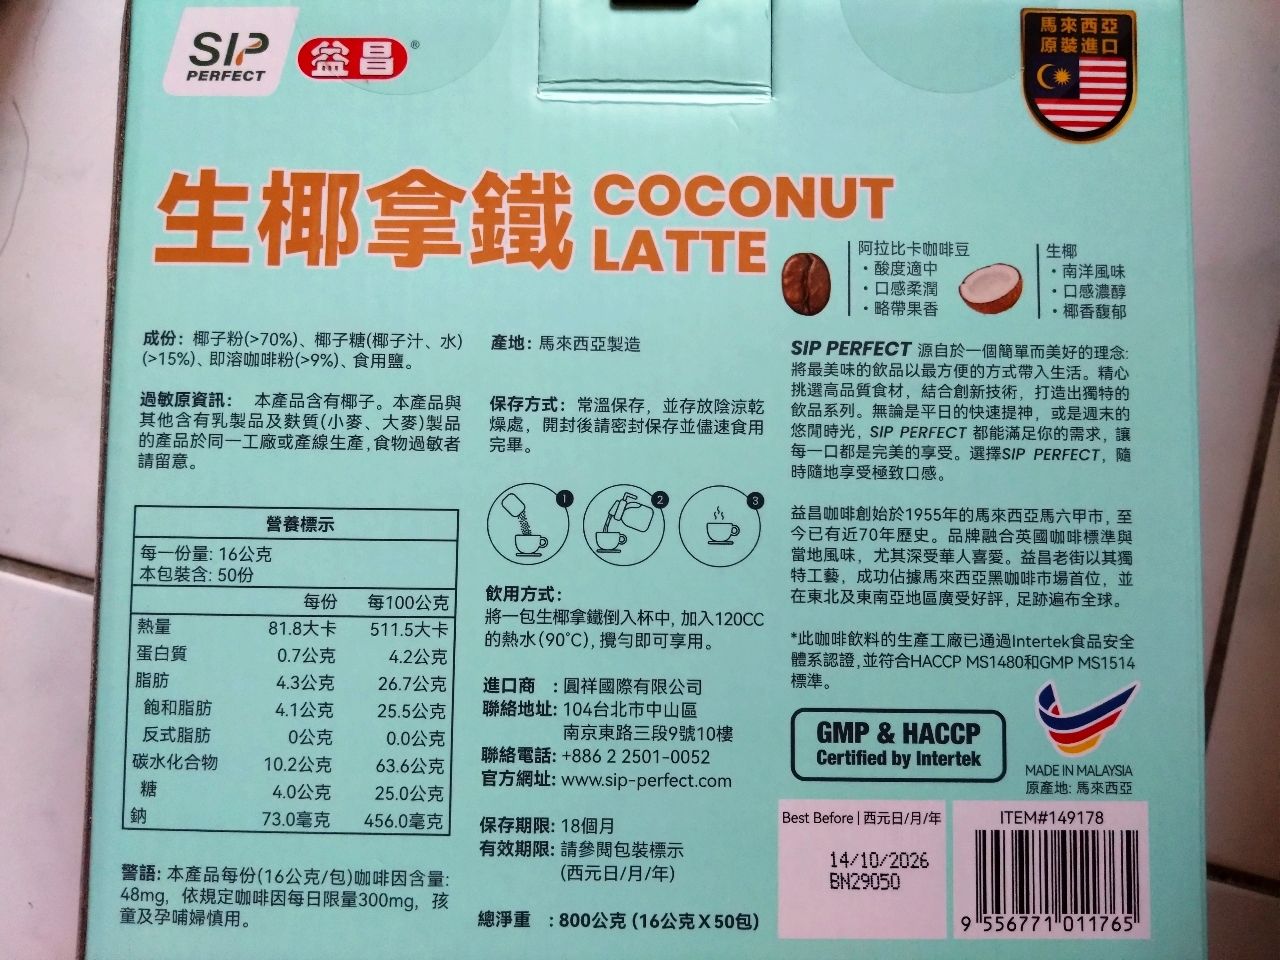 SIP
PERFECT
益昌®
馬來西亞
原裝進口
生椰拿鐵
COCONUT
LATTE
阿拉比卡咖啡豆
・酸度適中
・口感柔潤
・略帶果香
生椰
・南洋風味
・口感濃醇
・椰香馥郁
成份: 椰子粉(>70%)、椰子糖(椰子汁、水)
(>15%)、即溶咖啡粉(>9%)、食用鹽。
過敏原資訊: 本產品含有椰子。本產品與
其他含有乳製品及麩質(小麥、大麥)製品
的產品於同一工廠或產線生產,食物過敏者
請留意。
營養標示
每一份量: 16公克
本包裝含: 50份
每份 每100公克
熱量 81.8大卡 511.5大卡
蛋白質 0.7公克 4.2公克
脂肪 4.3公克 26.7公克
飽和脂肪 4.1公克 25.5公克
反式脂肪 0公克 0.0公克
碳水化合物 10.2公克 63.6公克
糖 4.0公克 25.0公克
鈉 73.0毫克 456.0毫克
警語: 本產品每份(16公克/包)咖啡因含量:
48mg, 依規定咖啡因每日限量300mg, 孩
童及孕哺婦慎用。
產地: 馬來西亞製造
保存方式: 常溫保存, 並存放陰涼乾
燥處, 開封後請密封保存並儘速食用
完畢。
1 2 3
飲用方式:
將一包生椰拿鐵倒入杯中, 加入120CC
的熱水(90°C), 攪勻即可享用。
進口商 : 圓祥國際有限公司
聯絡地址: 104台北市中山區
南京東路三段9號10樓
聯絡電話: +886 2 2501-0052
官方網址: www.sip-perfect.com
保存期限: 18個月
有效期限: 請參閱包裝標示
(西元日/月/年)
總淨重 : 800公克 (16公克 X 50包)
SIP PERFECT 源自於一個簡單而美好的理念:
將最美味的飲品以最方便的方式帶入生活。精心
挑選高品質食材, 結合創新技術, 打造出獨特的
飲品系列。無論是平日的快速提神, 或是週末的
悠閒時光, SIP PERFECT 都能滿足你的需求, 讓
每一口都是完美的享受。選擇SIP PERFECT, 隨
時隨地享受極致口感。
益昌咖啡創始於1955年的馬來西亞馬六甲市, 至
今已有近70年歷史。品牌融合英國咖啡標準與
當地風味, 尤其深受華人喜愛。益昌老街以其獨
特工藝, 成功佔據馬來西亞黑咖啡市場首位, 並
在東北及東南亞地區廣受好評, 足跡遍布全球。
*此咖啡飲料的生產工廠已通過Intertek食品安全
體系認證,並符合HACCP MS1480和GMP MS1514
標準。
GMP & HACCP
Certified by Intertek
MADE IN MALAYSIA
原產地: 馬來西亞
Best Before | 西元日/月/年
14/10/2026
BN29050
ITEM#149178
9 556771 011765